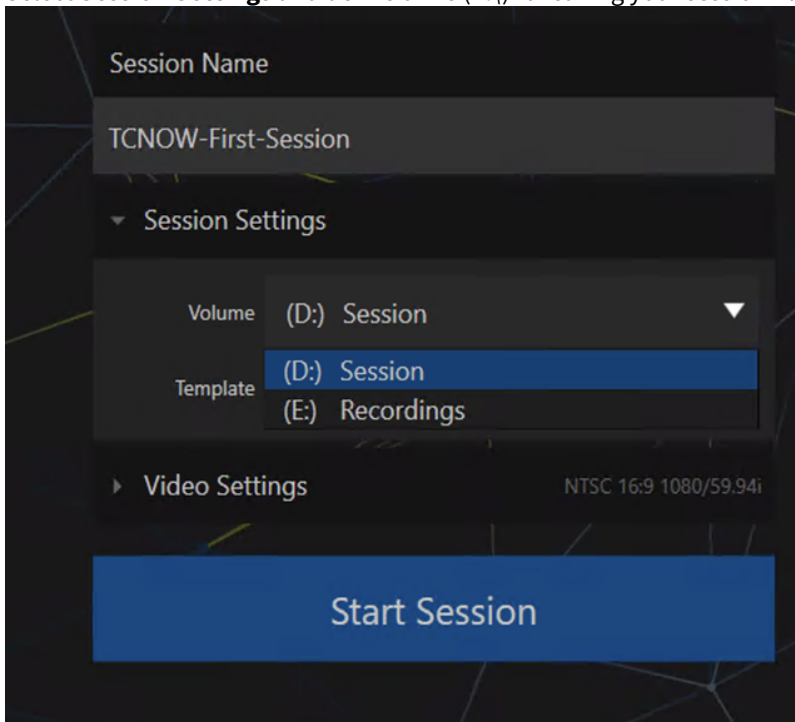 Session Name
TCNOW-First-Session
Session Settings
Volume (D:) Session
(D:) Session
Template
(E:) Recordings
Video Settings NTSC 16:9 1080/59.94i
Start Session